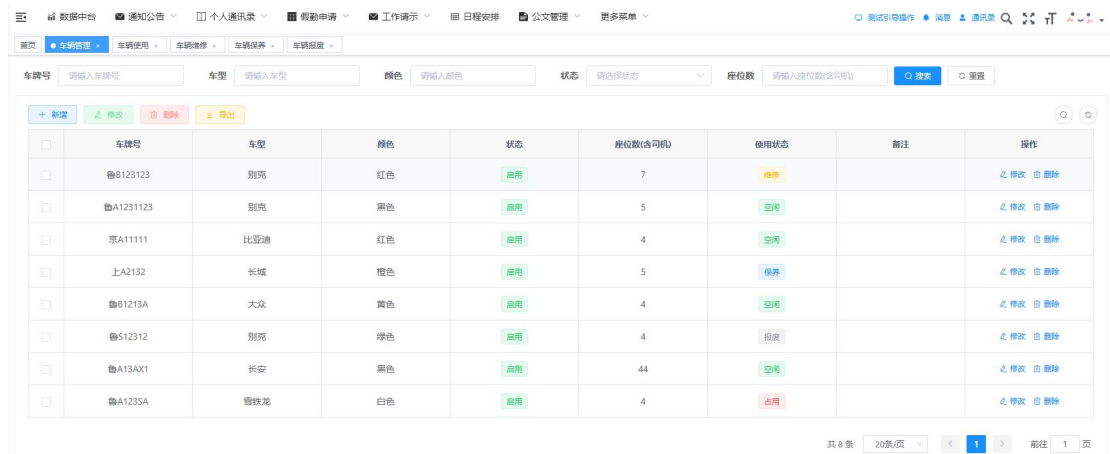 数据中台 通知公告 个人通讯录 假勤申请 工作请示 日程安排 公文管理 更多菜单 测试引导操作 消息 通讯录
首页 车辆管理 × 车辆使用 × 车辆维修 × 车辆保养 × 车辆报废 ×
车牌号 请输入车牌号 车型 请输入车型 颜色 请输入颜色 状态 请选择状态 座位数 请输入座位数(含司机) 搜索 重置
+ 新增 修改 删除 导出
车牌号 车型 颜色 状态 座位数(含司机) 使用状态 备注 操作
鲁B123123 别克 红色 启用 7 维修 修改 删除
鲁A1231123 别克 黑色 启用 5 空闲 修改 删除
京A11111 比亚迪 红色 启用 4 空闲 修改 删除
上A2132 长城 橙色 启用 5 保养 修改 删除
鲁B1213A 大众 黄色 启用 4 空闲 修改 删除
鲁S12312 别克 绿色 启用 4 报废 修改 删除
鲁A13AX1 长安 黑色 启用 44 空闲 修改 删除
鲁A123SA 雪铁龙 白色 启用 4 占用 修改 删除
共 8 条 20条/页 < 1 > 前往 1 页